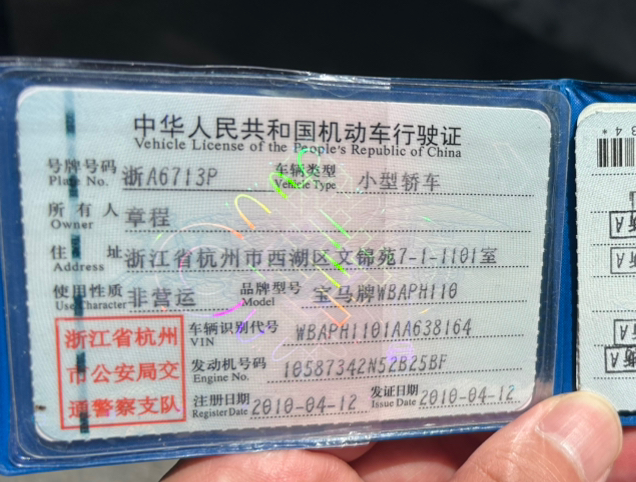 中华人民共和国机动车行驶证
Vehicle License of the People's Republic of China
号牌号码 浙A6713P 车辆类型 小型轿车
Plate No. Vehicle Type
所有人 章程
Owner
住址 浙江省杭州市西湖区文锦苑7-1-1101室
Address
使用性质 非营运 品牌型号 宝马牌WBAPH110
Use Character Model
浙江省杭州
市公安局交
通警察支队
车辆识别代号 WBAPH1101AA638164
VIN
发动机号码 10587342N52B25BF
Engine No.
注册日期 2010-04-12 发证日期 2010-04-12
Register Date Issue Date